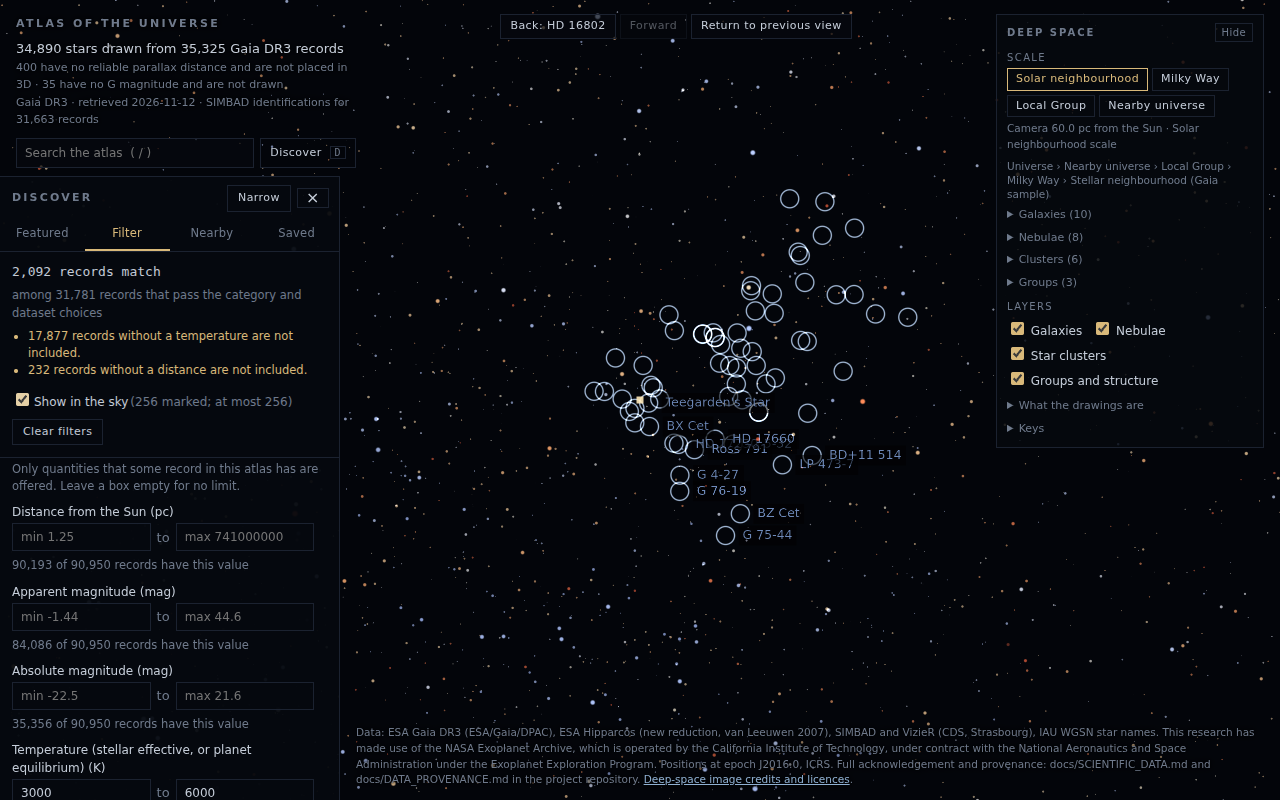 ATLAS OF THE UNIVERSE
34,890 stars drawn from 35,325 Gaia DR3 records
400 have no reliable parallax distance and are not placed in
3D · 35 have no G magnitude and are not drawn.
Gaia DR3 · retrieved 2026-11-12 · SIMBAD identifications for
31,663 records
Search the atlas ( / )
Discover D
DISCOVER
Narrow
×
Featured
Filter
Nearby
Saved
2,092 records match
among 31,781 records that pass the category and
dataset choices
• 17,877 records without a temperature are not
included.
• 232 records without a distance are not included.
Show in the sky (256 marked; at most 256)
Clear filters
Only quantities that some record in this atlas has are
offered. Leave a box empty for no limit.
Distance from the Sun (pc)
min 1.25 to max 741000000
90,193 of 90,950 records have this value
Apparent magnitude (mag)
min -1.44 to max 44.6
84,086 of 90,950 records have this value
Absolute magnitude (mag)
min -22.5 to max 21.6
35,356 of 90,950 records have this value
Temperature (stellar effective, or planet
equilibrium) (K)
3000 to 6000
Back: HD 16802
Forward
Return to previous view
Teegarden's Star
BX Cet
HD 17660
Ross 791
BD+11 514
LP 473-7
G 4-27
G 76-19
BZ Cet
G 75-44
DEEP SPACE
Hide
SCALE
Solar neighbourhood
Milky Way
Local Group
Nearby universe
Camera 60.0 pc from the Sun · Solar
neighbourhood scale
Universe › Nearby universe › Local Group ›
Milky Way › Stellar neighbourhood (Gaia
sample)
▶ Galaxies (10)
▶ Nebulae (8)
▶ Clusters (6)
▶ Groups (3)
LAYERS
Galaxies
Nebulae
Star clusters
Groups and structure
▶ What the drawings are
▶ Keys
Data: ESA Gaia DR3 (ESA/Gaia/DPAC), ESA Hipparcos (new reduction, van Leeuwen 2007), SIMBAD and VizieR (CDS, Strasbourg), IAU WGSN star names. This research has
made use of the NASA Exoplanet Archive, which is operated by the California Institute of Technology, under contract with the National Aeronautics and Space
Administration under the Exoplanet Exploration Program. Positions at epoch J2016.0, ICRS. Full acknowledgement and provenance: docs/SCIENTIFIC_DATA.md and
docs/DATA_PROVENANCE.md in the project repository. Deep-space image credits and licences.